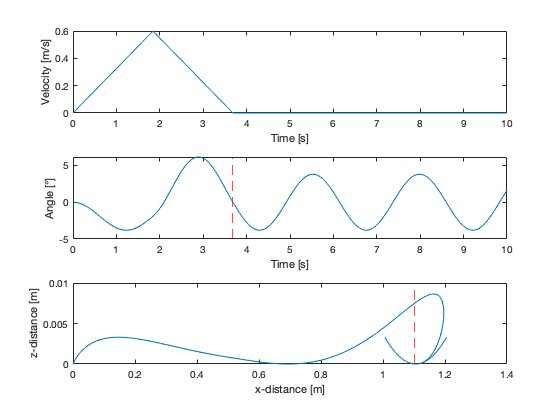 0.6
0.4
0.2
0
Velocity [m/s]
0 1 2 3 4 5 6 7 8 9 10
Time [s]
5
0
-5
Angle [°]
0 1 2 3 4 5 6 7 8 9 10
Time [s]
0.01
0.005
0
z-distance [m]
0 0.2 0.4 0.6 0.8 1 1.2 1.4
x-distance [m]